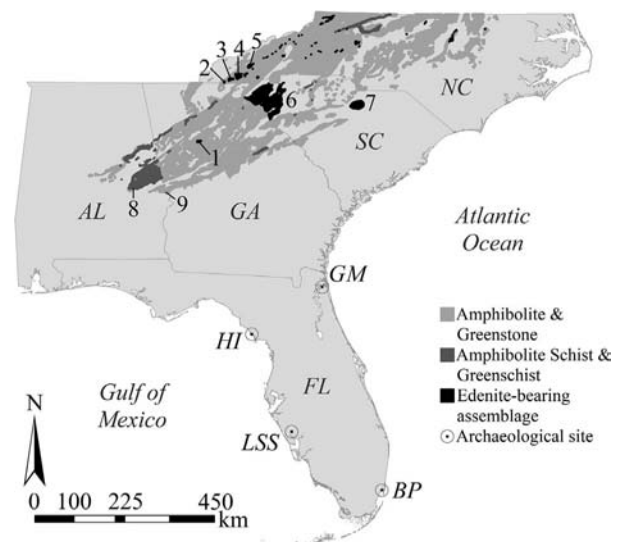 5
4
3
2
6
7
NC
SC
1
8
9
AL
GA
Atlantic
Ocean
GM
Amphibolite &
Greenstone
HI
Amphibolite Schist &
Greenschist
FL
Gulf of
Mexico
Edenite-bearing
assemblage
N
LSS
Archaeological site
BP
0 100 225 450
km